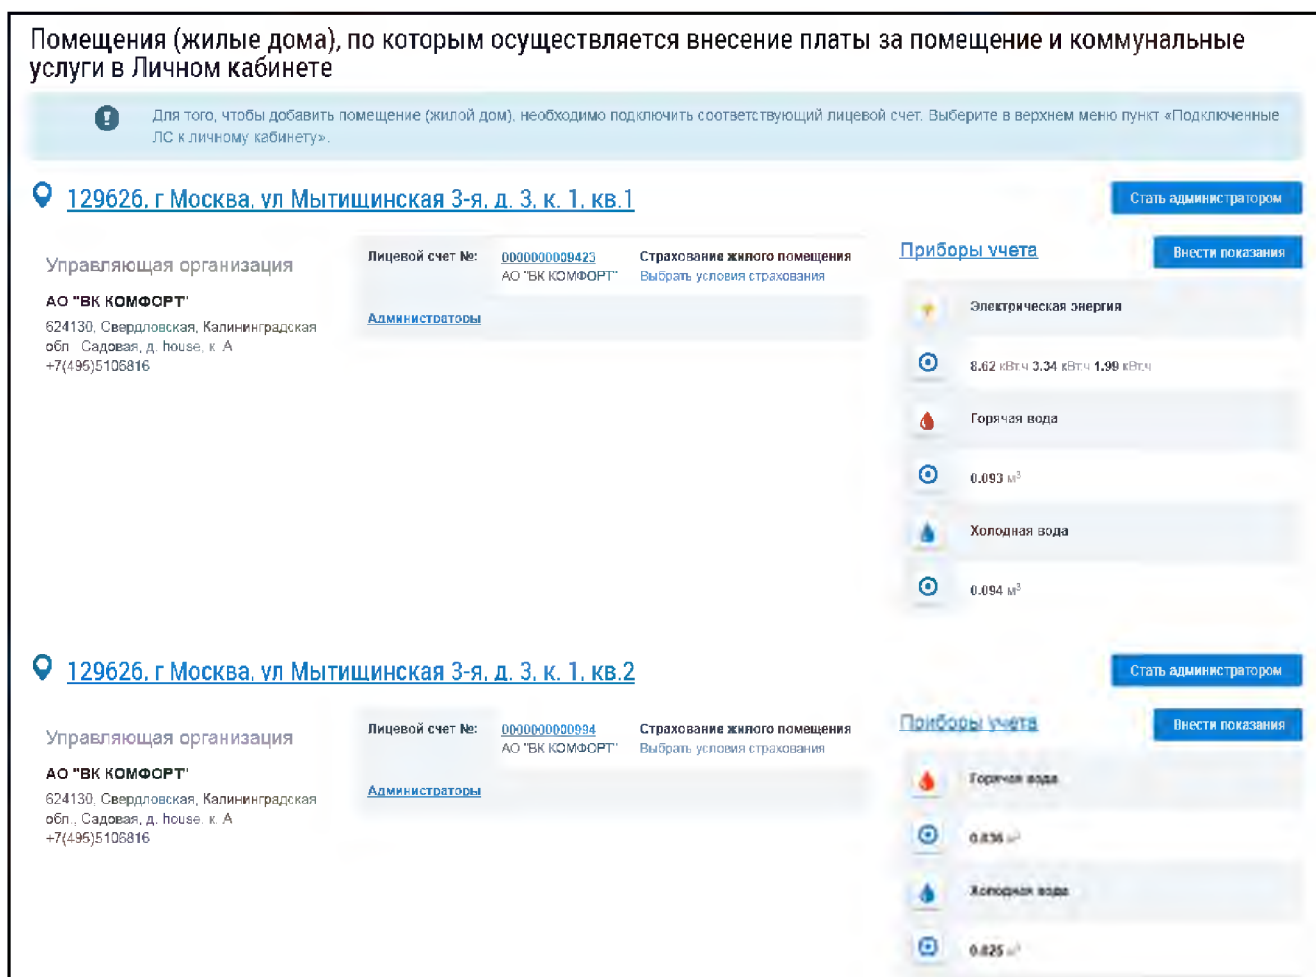 Помещения (жилые дома), по которым осуществляется внесение платы за помещение и коммунальные
услуги в Личном кабинете
Для того, чтобы добавить помещение (жилой дом), необходимо подключить соответствующий лицевой счет. Выберите в верхнем меню пункт «Подключенные
ЛС к личному кабинету».
129626, г Москва, ул Мытищинская 3-я, д. 3, к. 1, кв.1
Стать администратором
Управляющая организация
АО "ВК КОМФОРТ"
624130, Свердловская, Калининградская
обл., Садовая, д. house, к. А
+7(495)5106816
Лицевой счет №: 0000000009423 Страхование жилого помещения
АО "ВК КОМФОРТ" Выбрать условия страхования
Администраторы
Приборы учета Внести показания
Электрическая энергия
8.62 кВт.ч 3.34 кВт.ч 1.99 кВт.ч
Горячая вода
0.093 м³
Холодная вода
0.094 м³
129626, г Москва, ул Мытищинская 3-я, д. 3, к. 1, кв.2
Стать администратором
Управляющая организация
АО "ВК КОМФОРТ"
624130, Свердловская, Калининградская
обл., Садовая, д. house, к. А
+7(495)5106816
Лицевой счет №: 0000000000994 Страхование жилого помещения
АО "ВК КОМФОРТ" Выбрать условия страхования
Администраторы
Приборы учета Внести показания
Горячая вода
0.836 м³
Холодная вода
0.825 м³